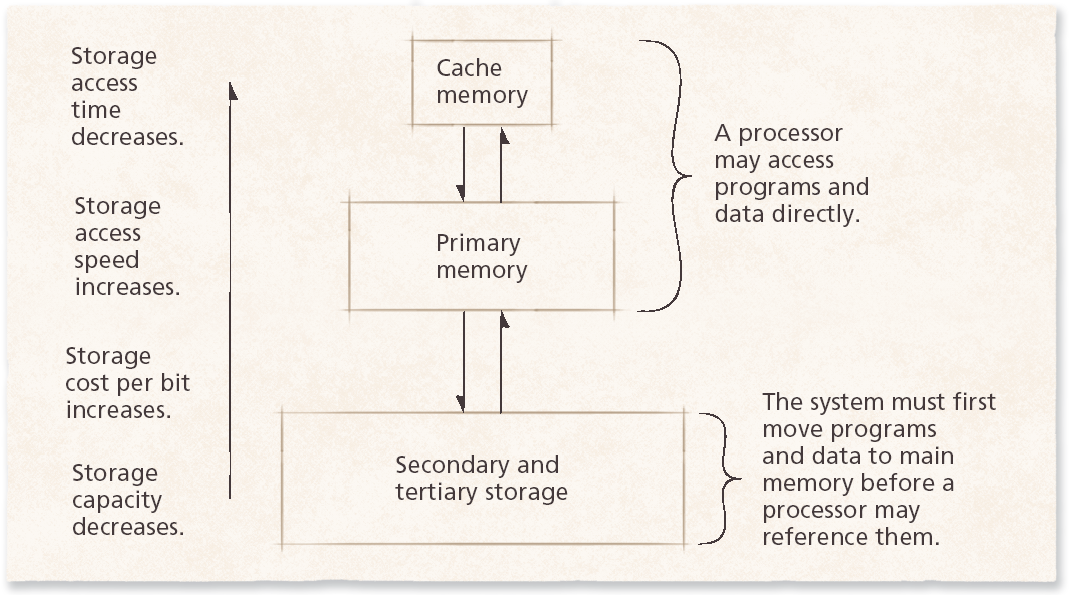 Storage
access
time
decreases.
Storage
access
speed
increases.
Storage
cost per bit
increases.
Storage
capacity
decreases.
Cache
memory
Primary
memory
Secondary and
tertiary storage
A processor
may access
programs and
data directly.
The system must first
move programs
and data to main
memory before a
processor may
reference them.